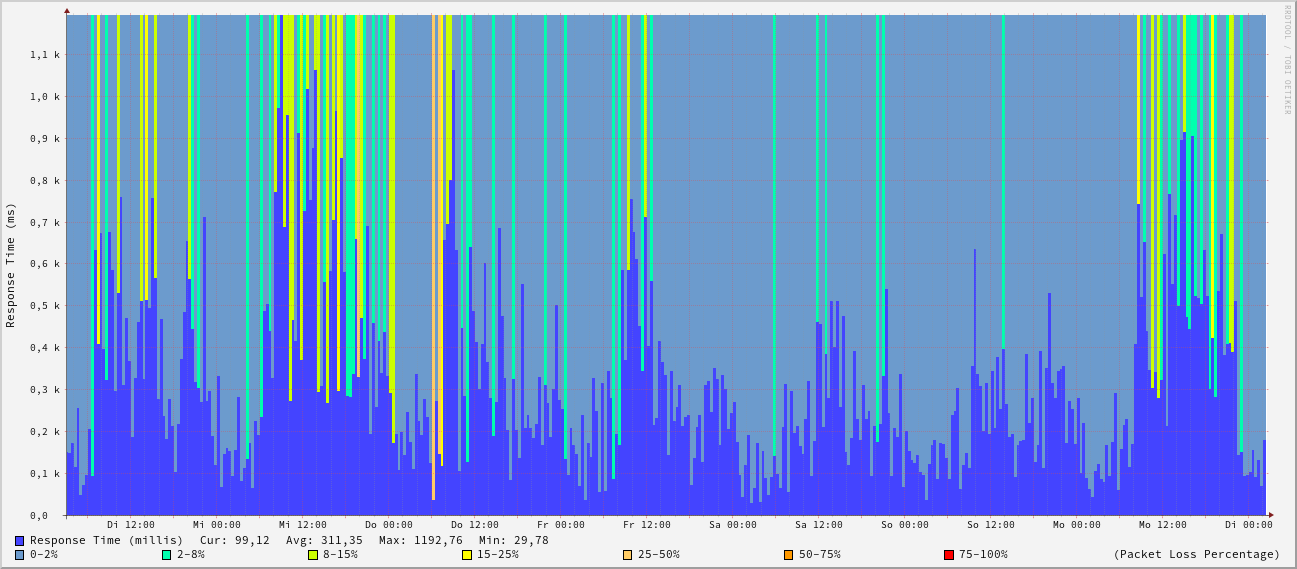 RRDTOOL / TOBI OETIKER
Response Time (ms)
1,1 k
1,0 k
0,9 k
0,8 k
0,7 k
0,6 k
0,5 k
0,4 k
0,3 k
0,2 k
0,1 k
0,0
Di 12:00 Mi 00:00 Mi 12:00 Do 00:00 Do 12:00 Fr 00:00 Fr 12:00 Sa 00:00 Sa 12:00 So 00:00 So 12:00 Mo 00:00 Mo 12:00 Di 00:00
Response Time (millis) Cur: 99,12 Avg: 311,35 Max: 1192,76 Min: 29,78
0-2% 2-8% 8-15% 15-25% 25-50% 50-75% 75-100% (Packet Loss Percentage)